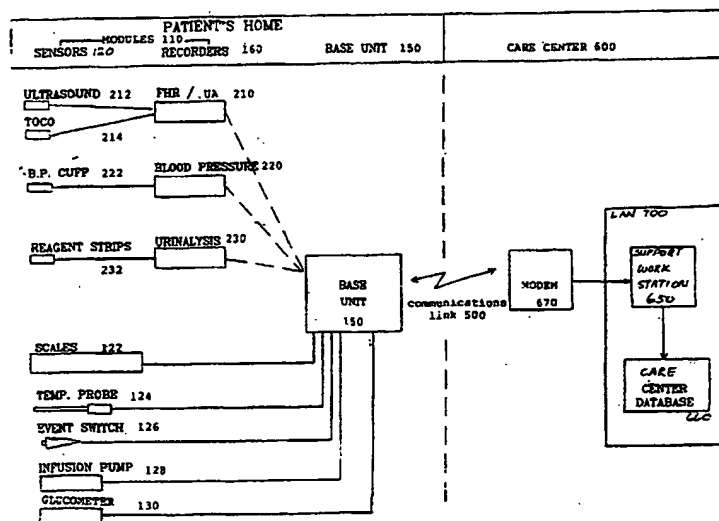 PATIENT'S HOME
MODULES 110
SENSORS 120 RECORDERS 160 BASE UNIT 150 CARE CENTER 600
ULTRASOUND 212 FHR / UA 210
TOCO 214
B.P. CUFF 222 BLOOD PRESSURE 220
REAGENT STRIPS 232 URINALYSIS 230
BASE
UNIT
150
communications
link 500
MODEM
670
LAN 700
SUPPORT
WORK
STATION
650
CARE
CENTER
DATABASE
SCALES 122
TEMP. PROBE 124
EVENT SWITCH 126
INFUSION PUMP 128
GLUCOMETER 130